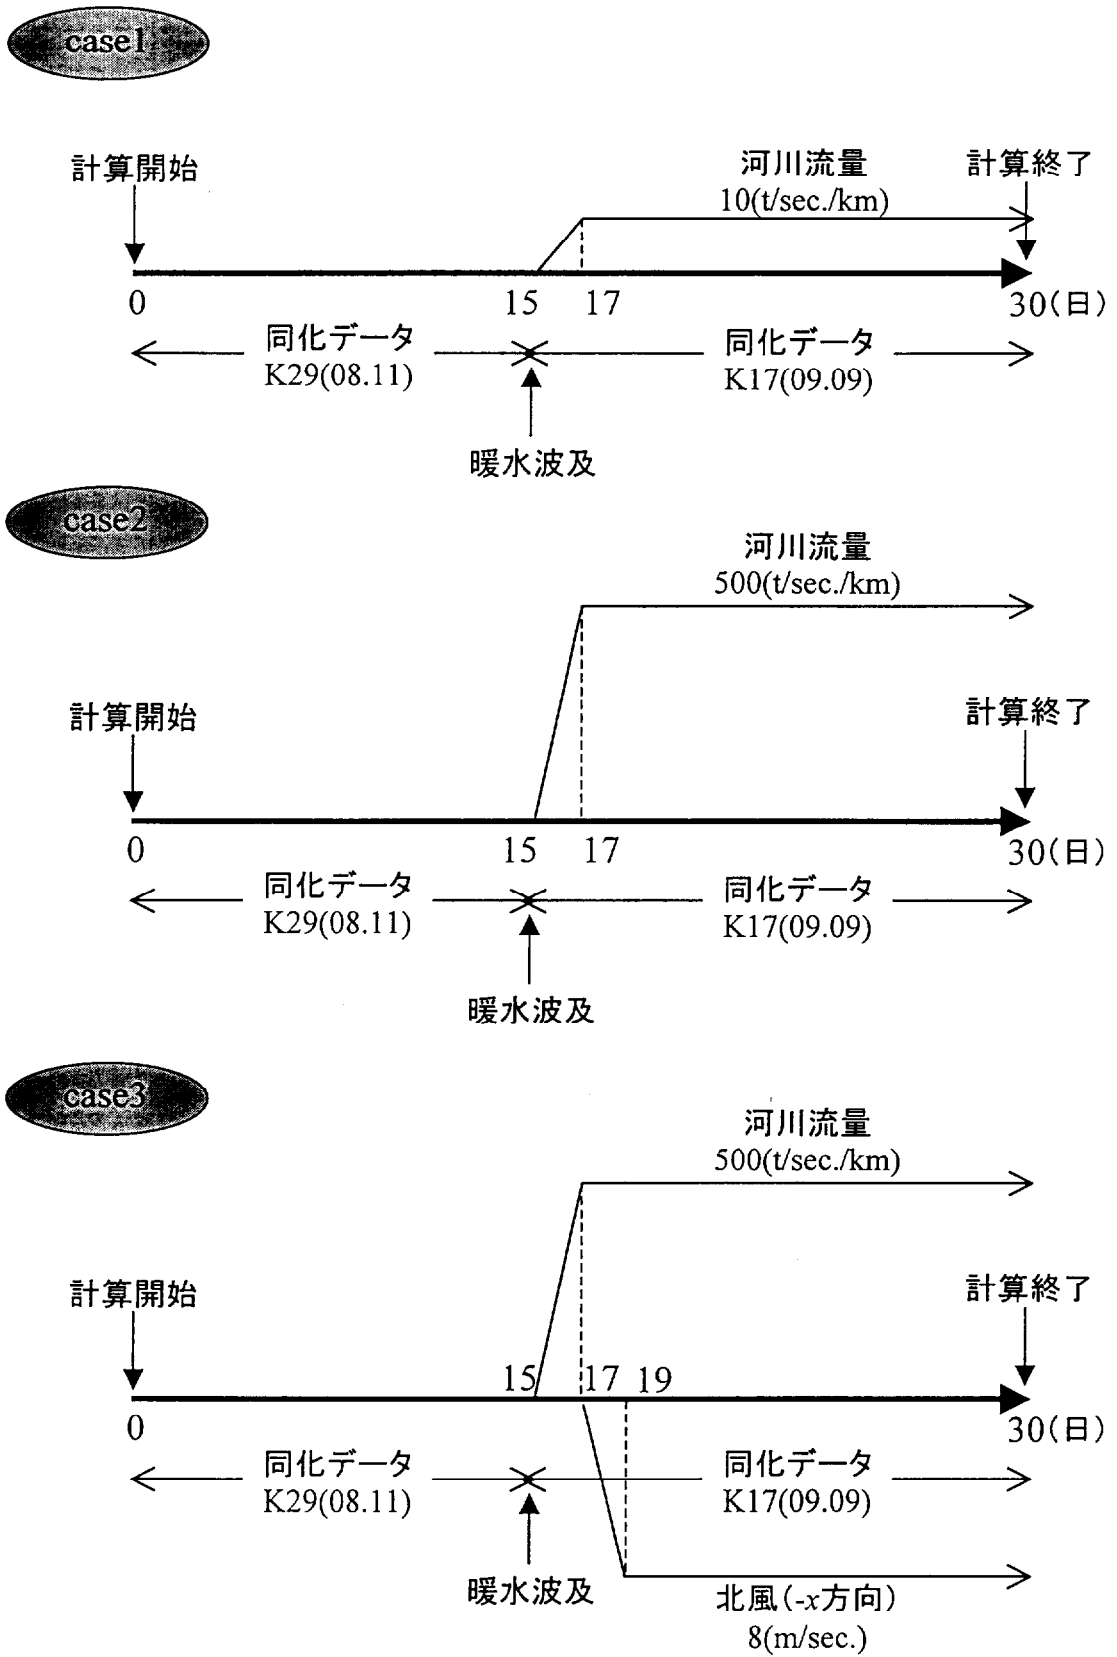 case1
計算開始
河川流量
10(t/sec./km)
計算終了
0
15
17
30(日)
同化データ
K29(08.11)
同化データ
K17(09.09)
暖水波及
case2
河川流量
500(t/sec./km)
計算開始
計算終了
0
15
17
30(日)
同化データ
K29(08.11)
同化データ
K17(09.09)
暖水波及
case3
河川流量
500(t/sec./km)
計算開始
計算終了
15
17
19
0
30(日)
同化データ
K29(08.11)
同化データ
K17(09.09)
暖水波及
北風(-x方向)
8(m/sec.)